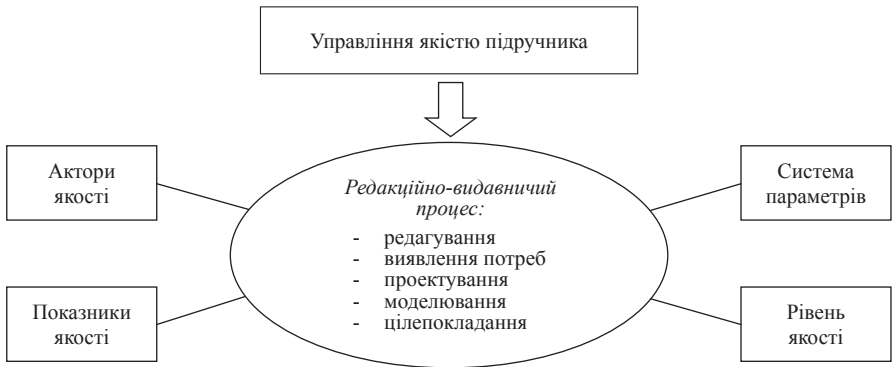 Управління якістю підручника
Актори
якості
Система
параметрів
Редакційно-видавничий
процес:
- редагування
- виявлення потреб
- проектування
- моделювання
- цілепокладання
Показники
якості
Рівень
якості